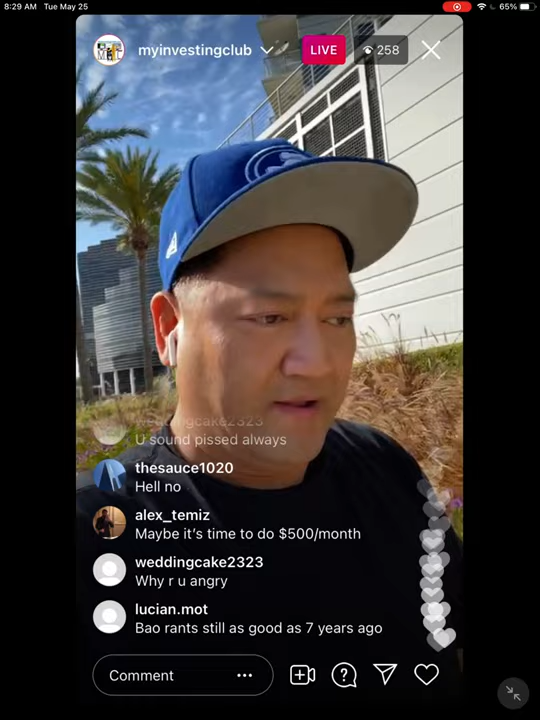 8:29 AM Tue May 25
65%
myinvestingclub
LIVE
258
weddingcake2323
U sound pissed always
thesauce1020
Hell no
alex_temiz
Maybe it's time to do $500/month
weddingcake2323
Why r u angry
lucian.mot
Bao rants still as good as 7 years ago
Comment